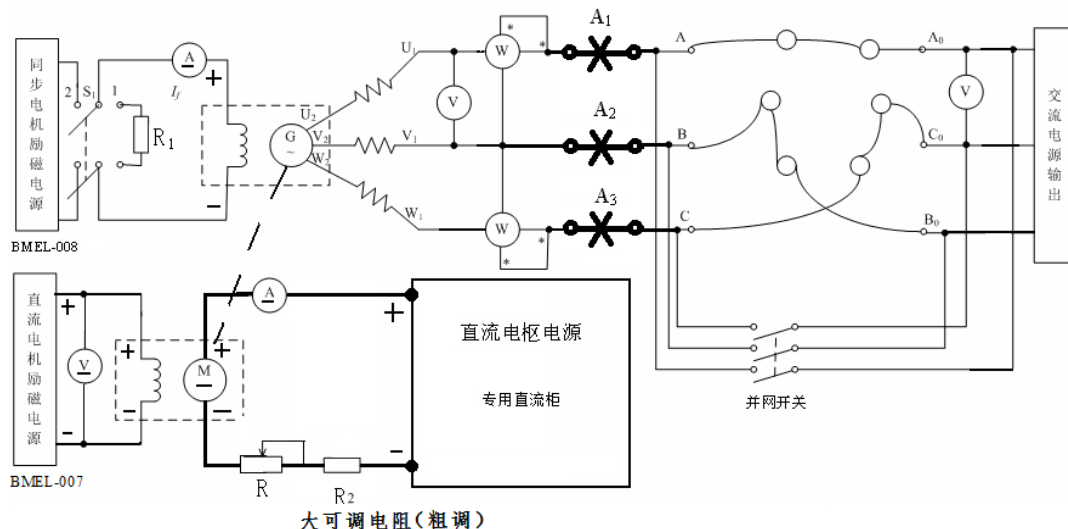 同步电机励磁电源
BMEL-008
2
S1
1
R1
A
If
+
−
G
~
U1
U2
V2
V1
W2
W1
V
W
*
*
W
*
*
A1
A2
A3
A
B
C
A0
C0
B0
V
交流电源输出
并网开关
直流电机励磁电源
BMEL-007
+
−
V
+
−
M
+
−
A
+
−
直流电枢电源
专用直流柜
R
R2
大可调电阻(粗调)